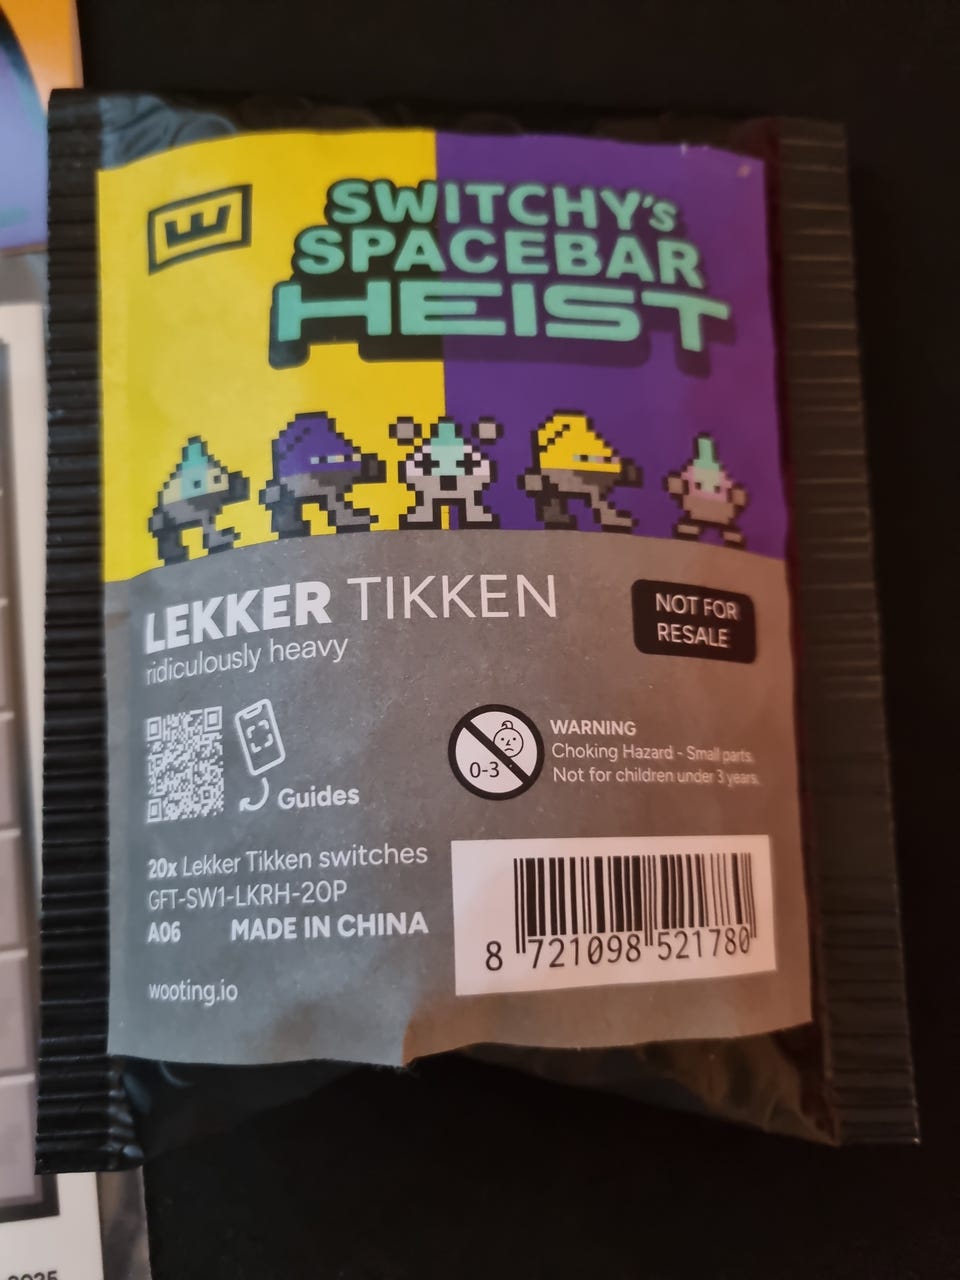 SWITCHY's
SPACEBAR
HEIST
LEKKER TIKKEN
ridiculously heavy
NOT FOR
RESALE
Guides
0-3
WARNING
Choking Hazard - Small parts.
Not for children under 3 years.
20x Lekker Tikken switches
GFT-SW1-LKRH-20P
A06 MADE IN CHINA
wooting.io
8 721098 521780
2025